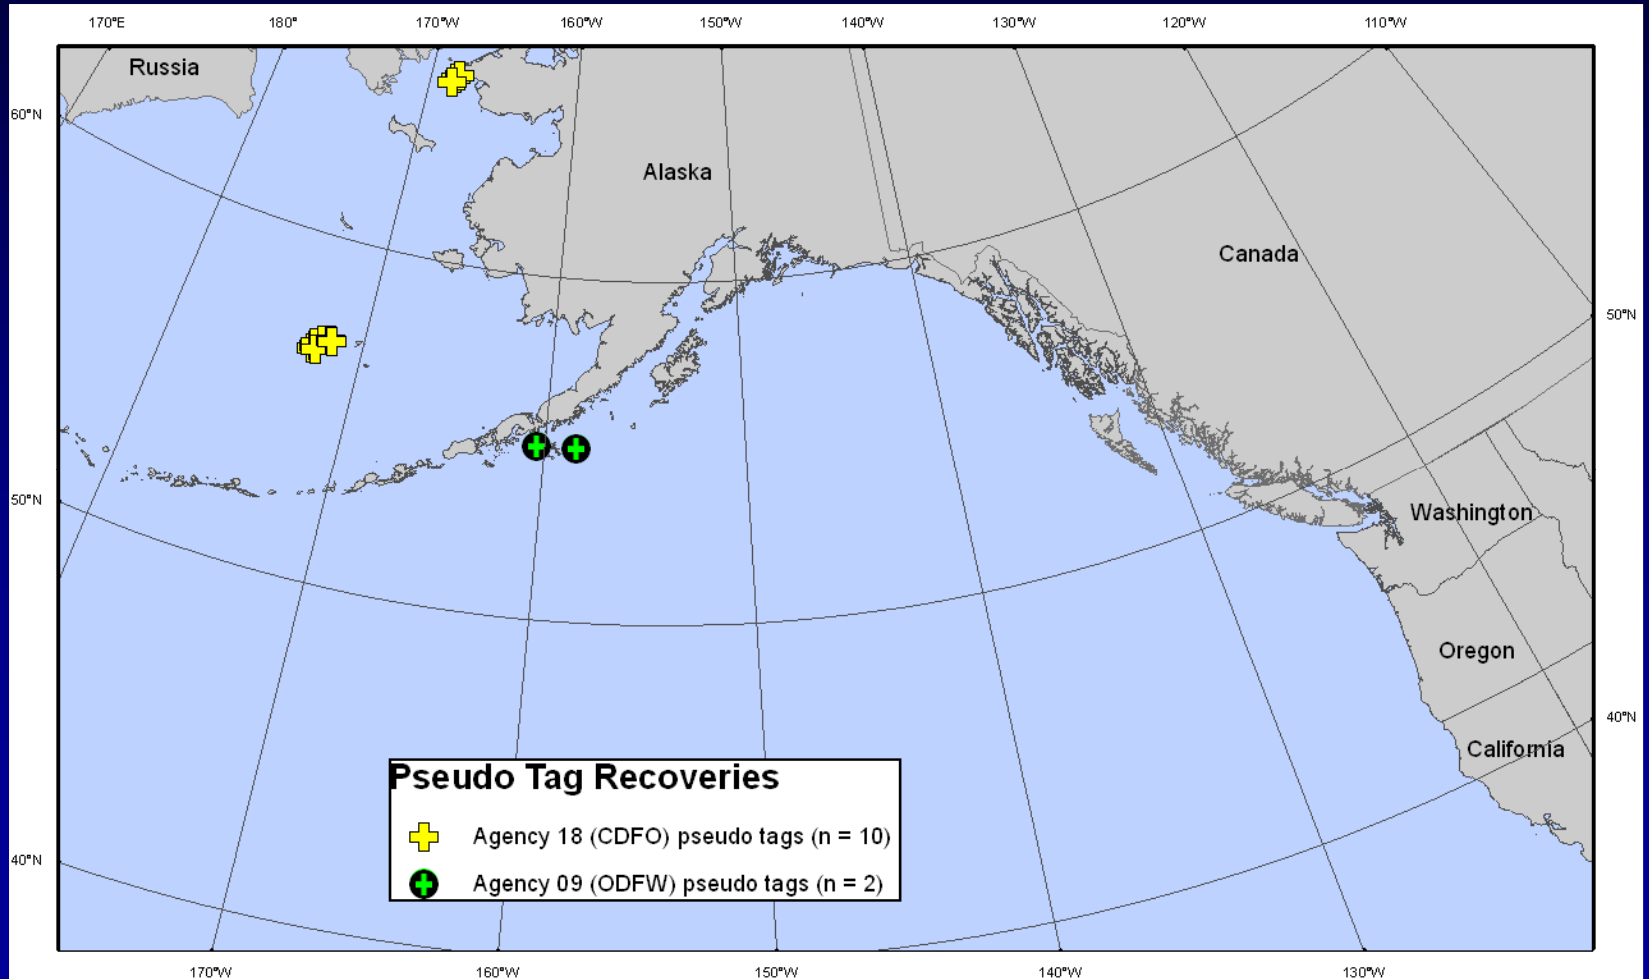 170°E 180° 170°W 160°W 150°W 140°W 130°W 120°W 110°W
Russia
60°N
Alaska
Canada
50°N
50°N
Washington
Oregon
40°N
California
Pseudo Tag Recoveries
Agency 18 (CDFO) pseudo tags (n = 10)
40°N
Agency 09 (ODFW) pseudo tags (n = 2)
170°W 160°W 150°W 140°W 130°W